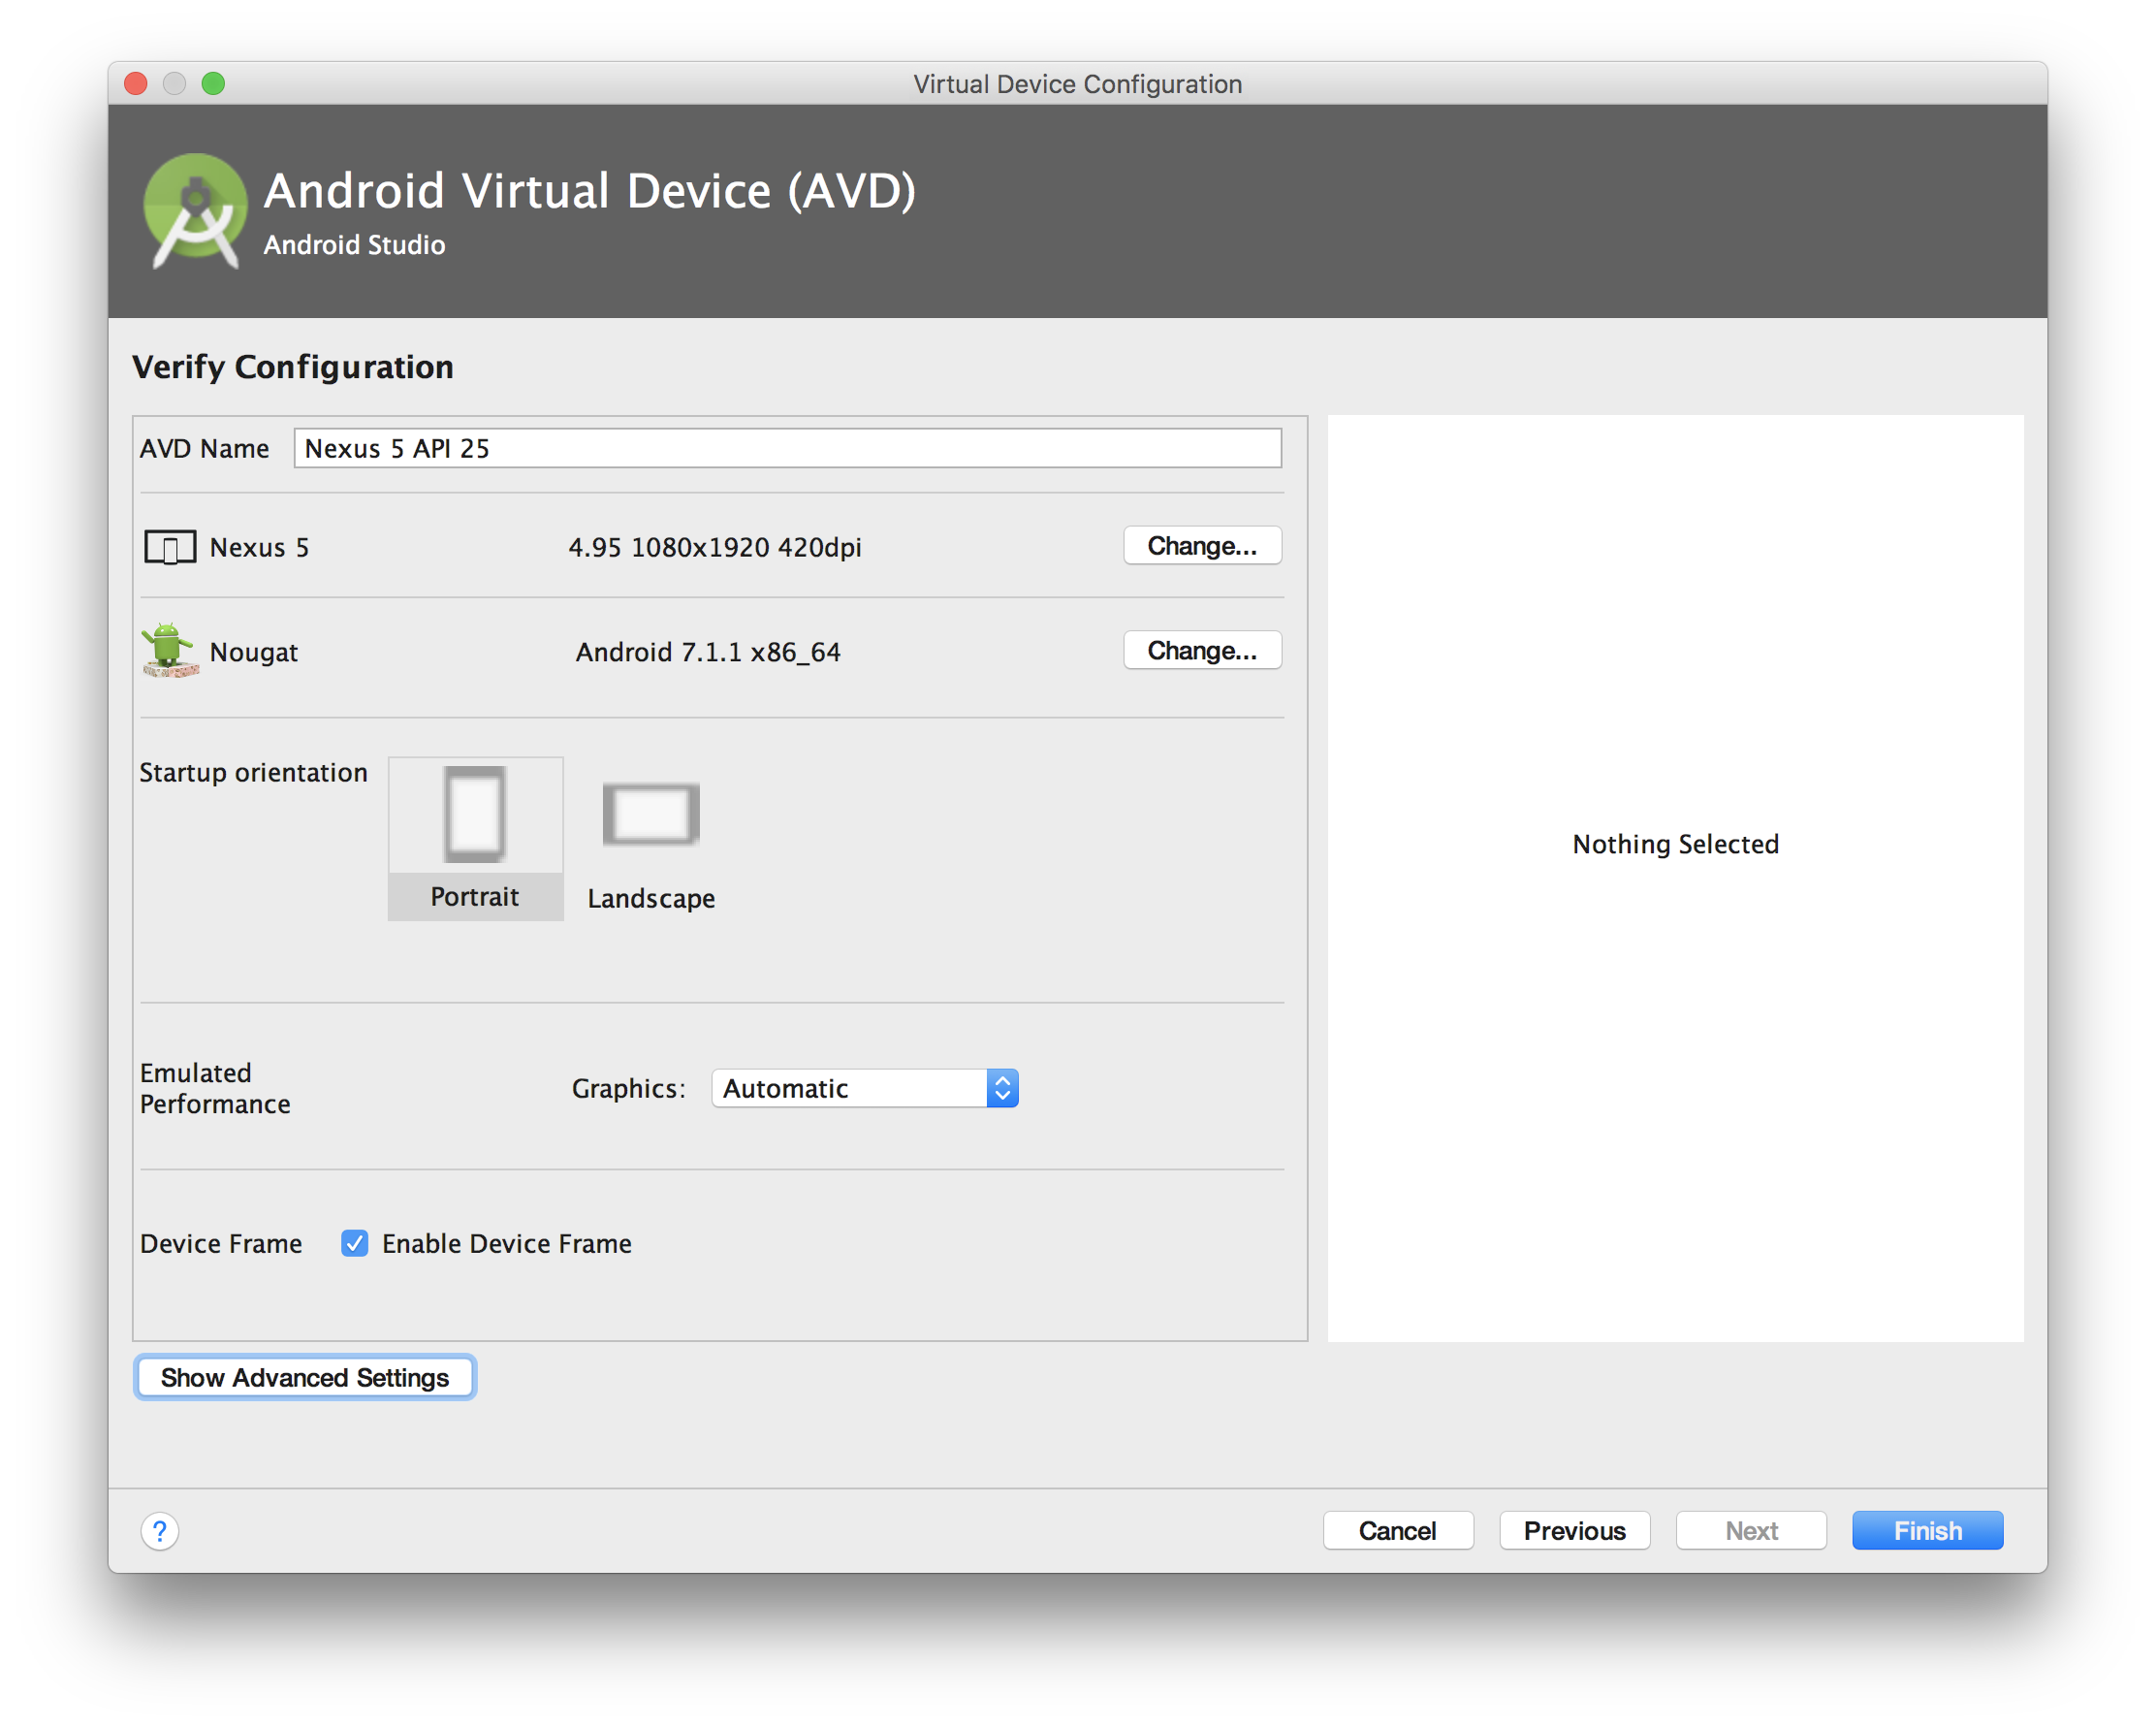 Virtual Device Configuration
Android Virtual Device (AVD)
Android Studio
Verify Configuration
AVD Name Nexus 5 API 25
Nexus 5 4.95 1080x1920 420dpi Change...
Nougat Android 7.1.1 x86_64 Change...
Startup orientation
Portrait Landscape
Nothing Selected
Emulated
Performance
Graphics: Automatic
Device Frame Enable Device Frame
Show Advanced Settings
? Cancel Previous Next Finish